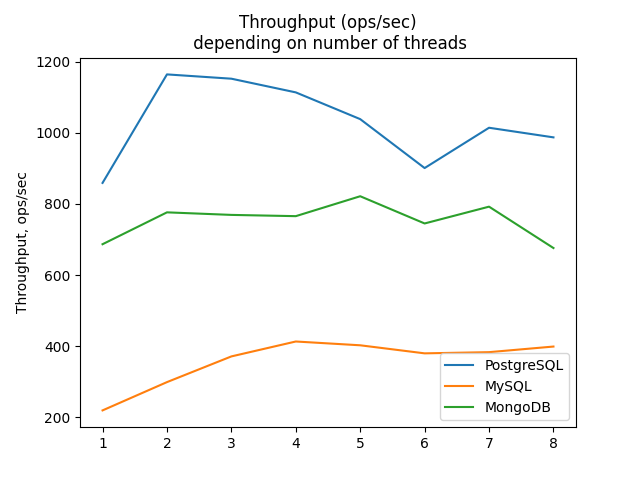 Throughput (ops/sec)
depending on number of threads
Throughput, ops/sec
1200
1000
800
600
400
200
1 2 3 4 5 6 7 8
PostgreSQL
MySQL
MongoDB